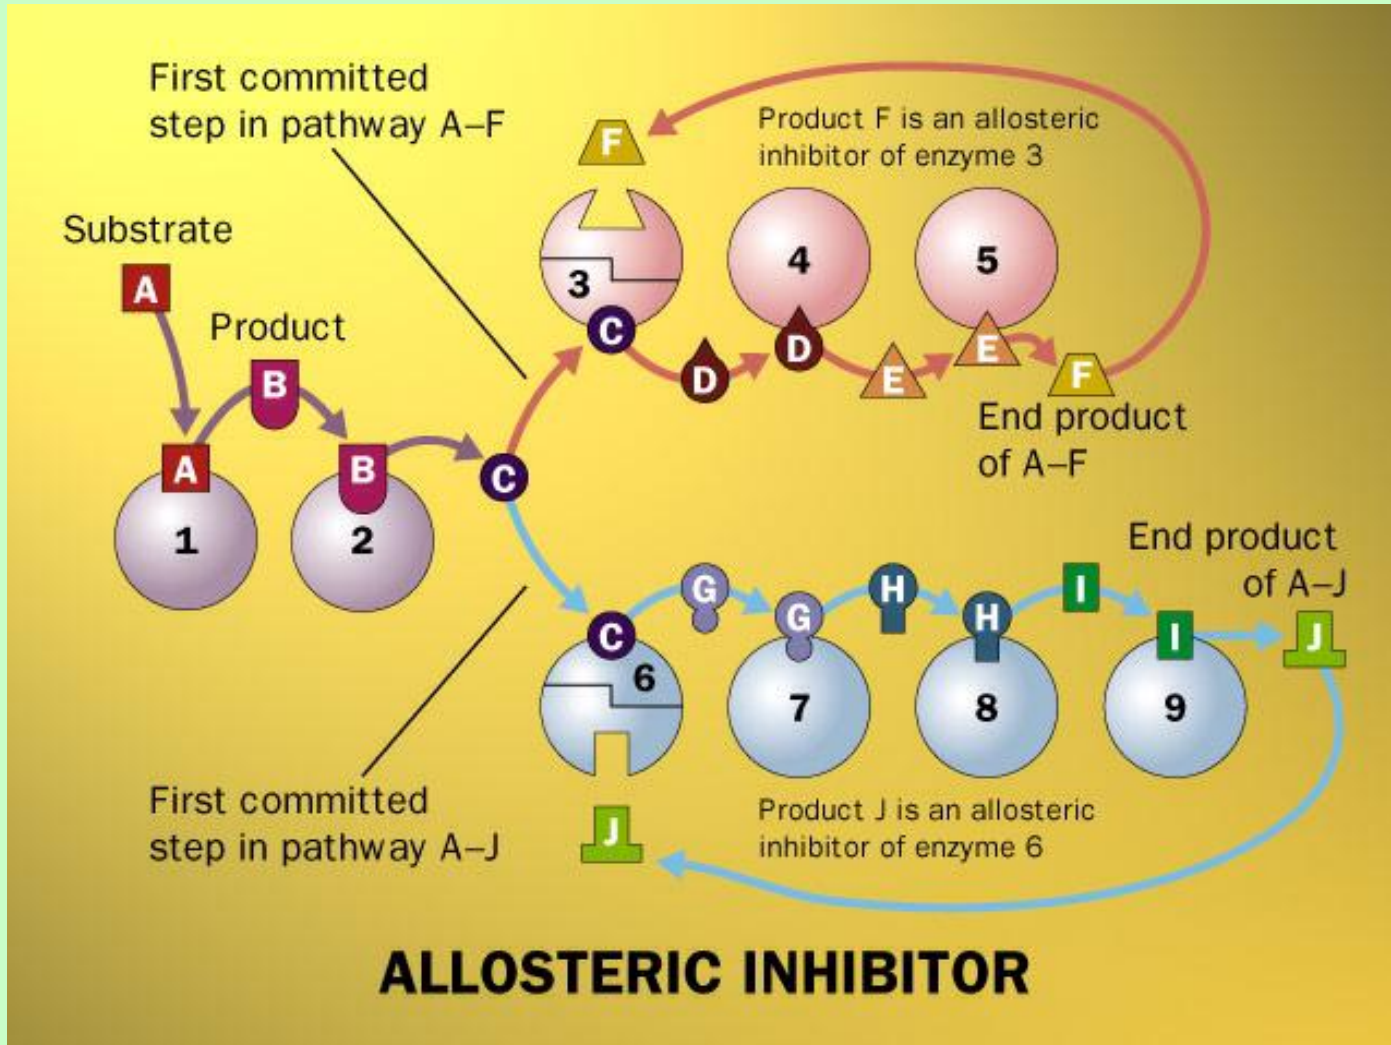 First committed
step in pathway A–F
F
Product F is an allosteric
inhibitor of enzyme 3
Substrate
A
3
4
5
Product
B
C
D
D
E
E
F
End product
of A–F
A
1
B
2
C
End product
of A–J
C
6
G
G
7
H
H
8
I
I
9
J
First committed
step in pathway A–J
J
Product J is an allosteric
inhibitor of enzyme 6
ALLOSTERIC INHIBITOR